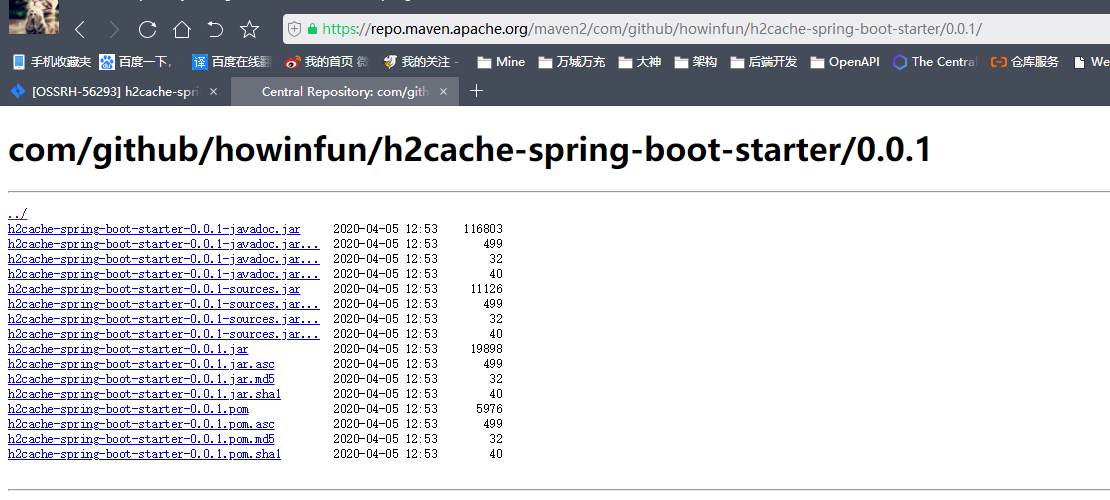 https://repo.maven.apache.org/maven2/com/github/howinfun/h2cache-spring-boot-starter/0.0.1/
手机收藏夹 百度一下, 百度在线翻 我的首页 微 我的关注 - Mine 万城万充 大神 架构 后端开发 OpenAPI The Central 仓库服务 We
[OSSRH-56293] h2cache-spri × Central Repository: com/gith ×
com/github/howinfun/h2cache-spring-boot-starter/0.0.1
../
h2cache-spring-boot-starter-0.0.1-javadoc.jar 2020-04-05 12:53 116803
h2cache-spring-boot-starter-0.0.1-javadoc.jar... 2020-04-05 12:53 499
h2cache-spring-boot-starter-0.0.1-javadoc.jar... 2020-04-05 12:53 32
h2cache-spring-boot-starter-0.0.1-javadoc.jar... 2020-04-05 12:53 40
h2cache-spring-boot-starter-0.0.1-sources.jar 2020-04-05 12:53 11126
h2cache-spring-boot-starter-0.0.1-sources.jar... 2020-04-05 12:53 499
h2cache-spring-boot-starter-0.0.1-sources.jar... 2020-04-05 12:53 32
h2cache-spring-boot-starter-0.0.1-sources.jar... 2020-04-05 12:53 40
h2cache-spring-boot-starter-0.0.1.jar 2020-04-05 12:53 19898
h2cache-spring-boot-starter-0.0.1.jar.asc 2020-04-05 12:53 499
h2cache-spring-boot-starter-0.0.1.jar.md5 2020-04-05 12:53 32
h2cache-spring-boot-starter-0.0.1.jar.sha1 2020-04-05 12:53 40
h2cache-spring-boot-starter-0.0.1.pom 2020-04-05 12:53 5976
h2cache-spring-boot-starter-0.0.1.pom.asc 2020-04-05 12:53 499
h2cache-spring-boot-starter-0.0.1.pom.md5 2020-04-05 12:53 32
h2cache-spring-boot-starter-0.0.1.pom.sha1 2020-04-05 12:53 40